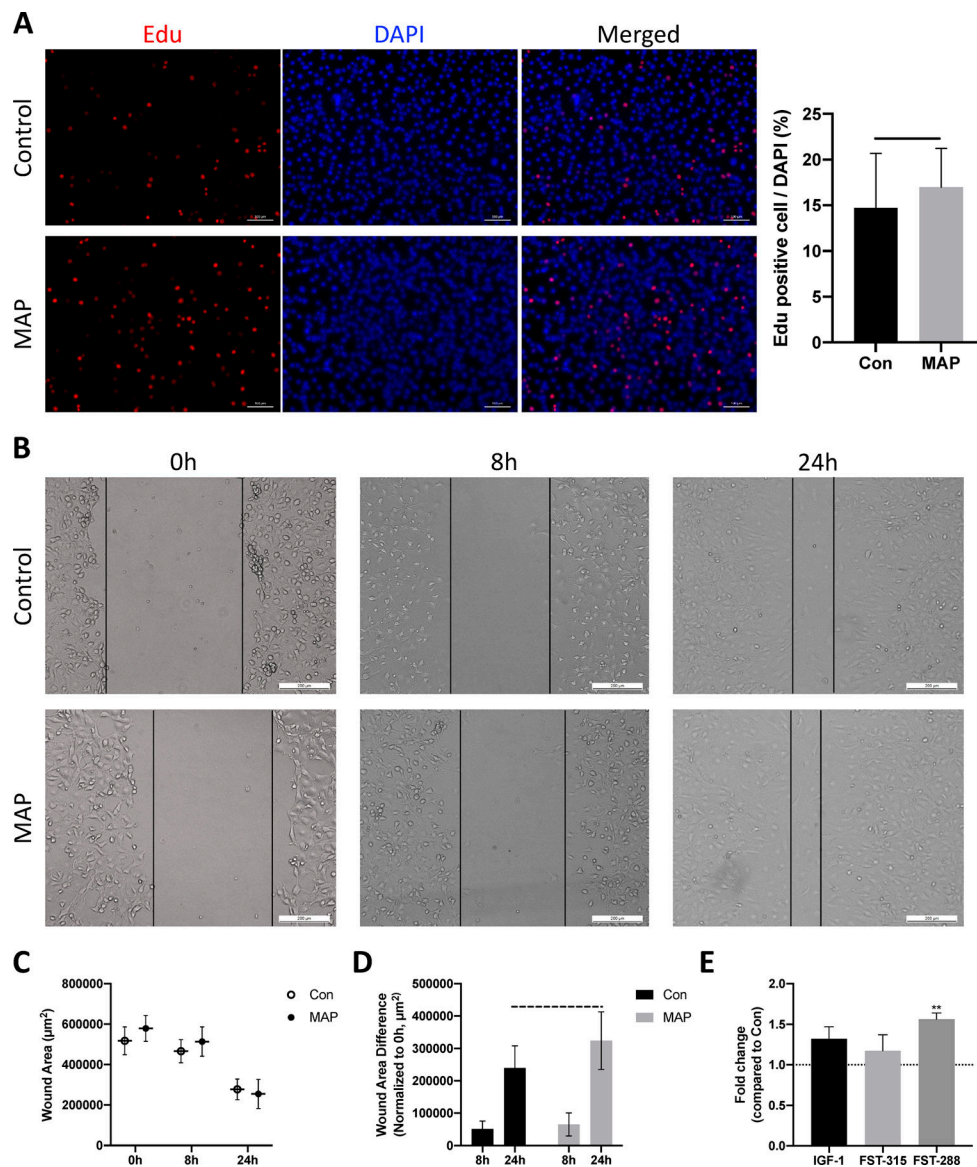 A
Edu
DAPI
Merged
Control
MAP
Edu positive cell / DAPI (%)
25
20
15
10
5
0
Con
MAP
B
0h
8h
24h
Control
200 µm
200 µm
200 µm
MAP
200 µm
200 µm
200 µm
C
Wound Area (µm²)
800000
600000
400000
200000
0
0h
8h
24h
Con
MAP
D
Wound Area Difference
(Normalized to 0h, µm²)
500000
400000
300000
200000
100000
0
8h
24h
8h
24h
Con
MAP
E
Fold change
(compared to Con)
2.0
1.5
1.0
0.5
0.0
**
IGF-1
FST-315
FST-288